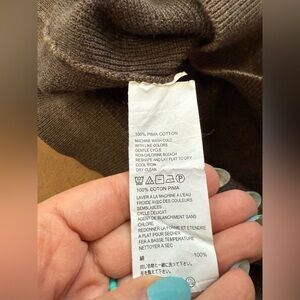 100% PIMA COTTON
MACHINE WASH COLD
WITH LIKE COLORS
GENTLE CYCLE
NON-CHLORINE BLEACH
RESHAPE AND LAY FLAT TO DRY
COOL IRON
DRY CLEAN
100% COTON PIMA
LAVER A LA MACHINE A L'EAU
FROIDE AVEC DES COULEURS
SEMBLABLES
CYCLE DELICAT
AGENT DE BLANCHIMENT SANS
CHLORE
REDONNER LA FORME ET ETENDRE
A PLAT POUR SECHER
FER A BASSE TEMPERATURE
NETTOYER A SEC
綿 100%